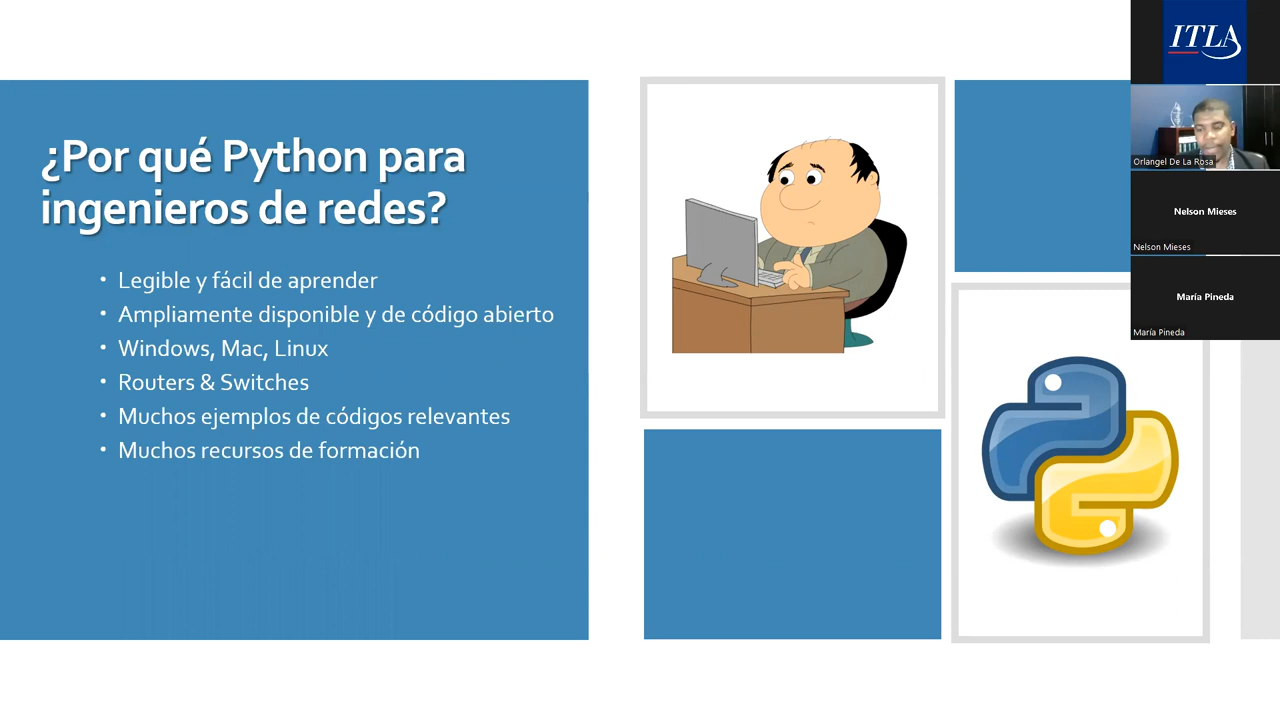 ¿Por qué Python para
ingenieros de redes?
• Legible y fácil de aprender
• Ampliamente disponible y de código abierto
• Windows, Mac, Linux
• Routers & Switches
• Muchos ejemplos de códigos relevantes
• Muchos recursos de formación
ITLA
Orlangel De La Rosa
Nelson Mieses
Nelson Mieses
María Pineda
María Pineda